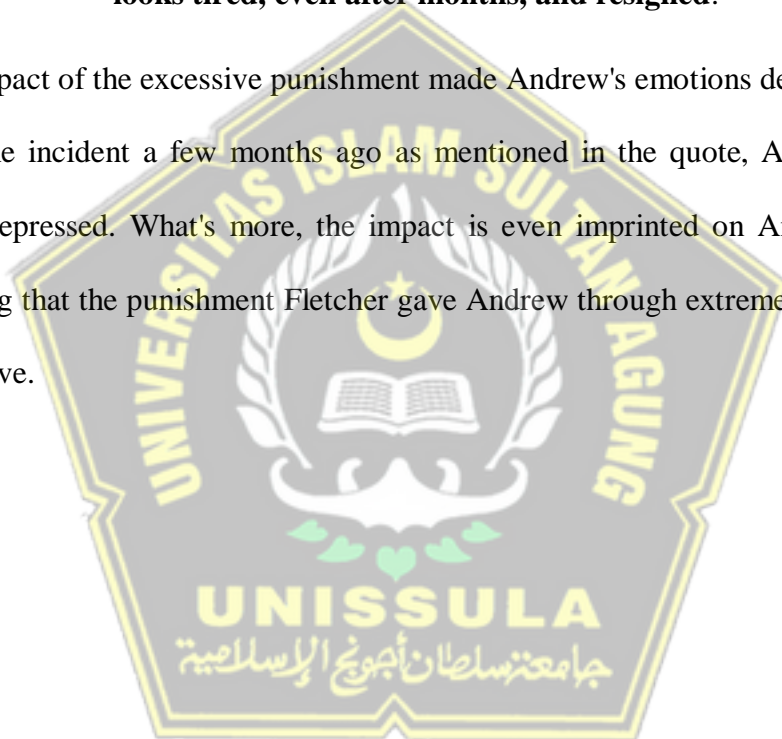 looks tired, even after months, and resigned.
pact of the excessive punishment made Andrew's emotions de
e incident a few months ago as mentioned in the quote, A
epressed. What's more, the impact is even imprinted on A
g that the punishment Fletcher gave Andrew through extreme
ve.
UNIVERSITAS ISLAM SULTAN AGUNG
UNISSULA
جامعة سلطان أجونج الإسلامية